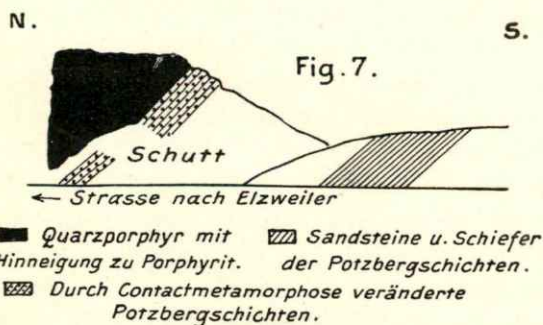 N.
S.
Fig. 7.
Schutt
← Strasse nach Elzweiler
Quarzporphyr mit
Hinneigung zu Porphyrit.
Sandsteine u. Schiefer
der Potzbergschichten.
Durch Contactmetamorphose veränderte
Potzbergschichten.